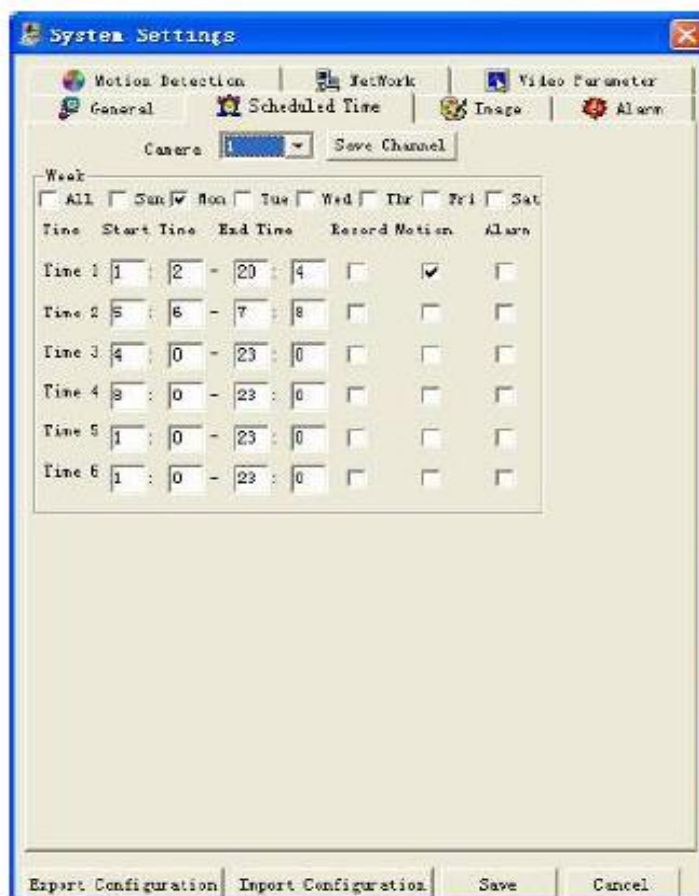 System Settings
Motion Detection NetWork Video Parameter
General Scheduled Time Image Alarm
Camera 1 Save Channel
Week
All Sun Mon Tue Wed Thr Fri Sat
Time Start Time End Time Record Motion Alarm
Time 1 1 : 2 - 20 : 4
Time 2 5 : 6 - 7 : 8
Time 3 4 : 0 - 23 : 0
Time 4 8 : 0 - 23 : 0
Time 5 1 : 0 - 23 : 0
Time 6 1 : 0 - 23 : 0
Export Configuration Import Configuration Save Cancel